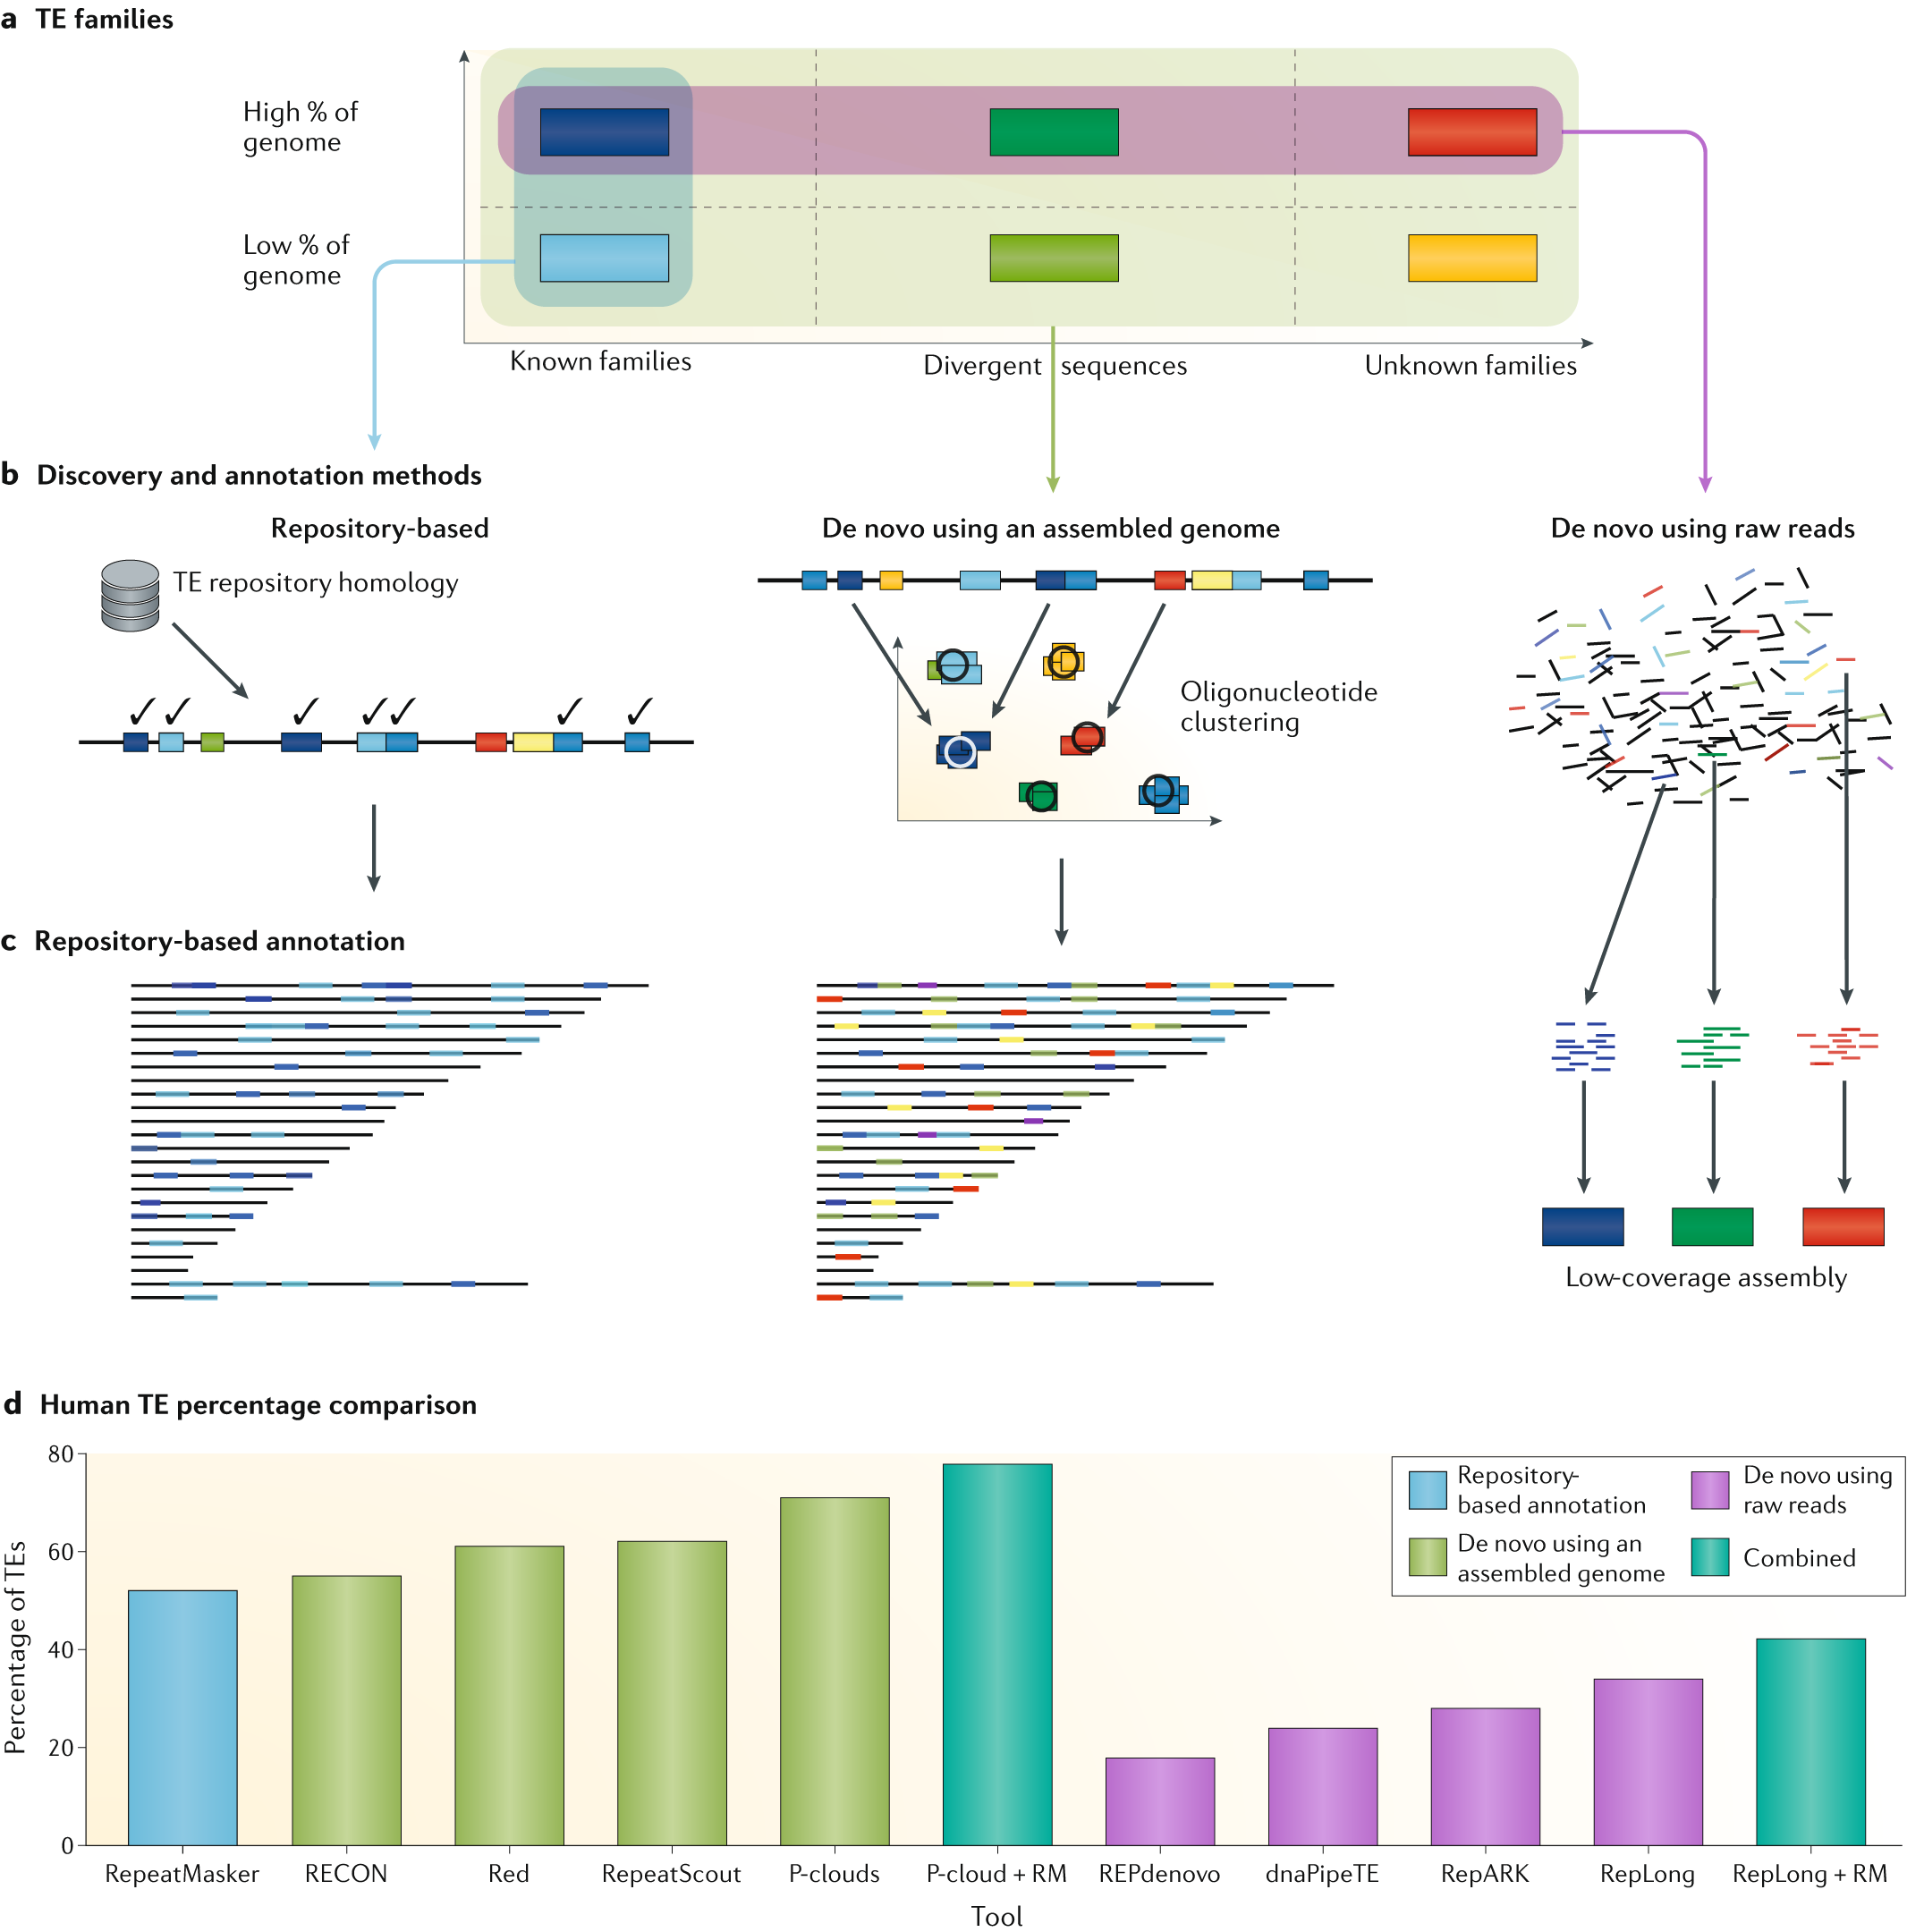 a TE families
High % of
genome
Low % of
genome
Known families
Divergent sequences
Unknown families
b Discovery and annotation methods
Repository-based
TE repository homology
De novo using an assembled genome
Oligonucleotide
clustering
De novo using raw reads
Low-coverage assembly
c Repository-based annotation
d Human TE percentage comparison
Percentage of TEs
80
60
40
20
0
Repository-
based annotation
De novo using an
assembled genome
De novo using
raw reads
Combined
RepeatMasker
RECON
Red
RepeatScout
P-clouds
P-cloud + RM
REPdenovo
dnaPipeTE
RepARK
RepLong
RepLong + RM
Tool